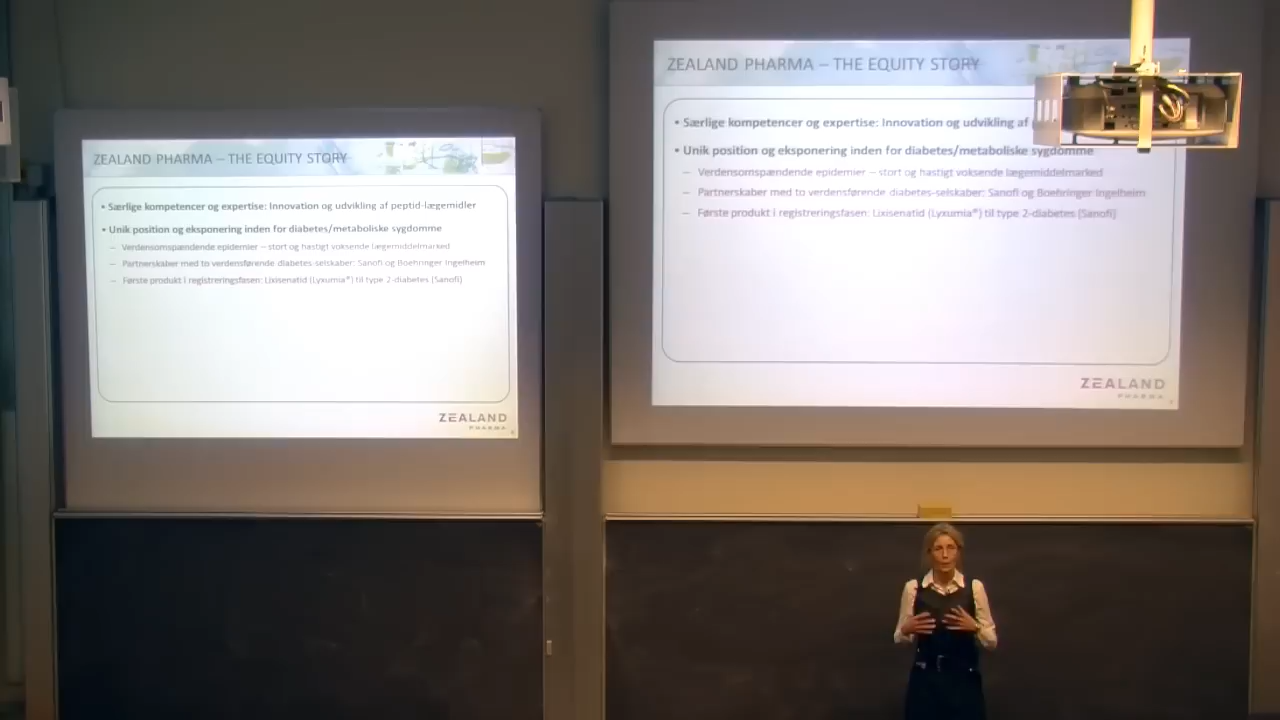 ZEALAND PHARMA – THE EQUITY STORY
• Særlige kompetencer og expertise: Innovation og udvikling af peptid-lægemidler
• Unik position og eksponering inden for diabetes/metaboliske sygdomme
– Verdensomspændende epidemier – stort og hastigt voksende lægemiddelmarked
– Partnerskaber med to verdensførende diabetes-selskaber: Sanofi og Boehringer Ingelheim
– Første produkt i registreringsfasen: Lixisenatid (Lyxumia®) til type 2-diabetes (Sanofi)
ZEALAND
PHARMA
ZEALAND PHARMA – THE EQUITY STORY
• Særlige kompetencer og expertise: Innovation og udvikling af
• Unik position og eksponering inden for diabetes/metaboliske sygdomme
– Verdensomspændende epidemier – stort og hastigt voksende lægemiddelmarked
– Partnerskaber med to verdensførende diabetes-selskaber: Sanofi og Boehringer Ingelheim
– Første produkt i registreringsfasen: Lixisenatid (Lyxumia®) til type 2-diabetes (Sanofi)
ZEALAND
PHARMA